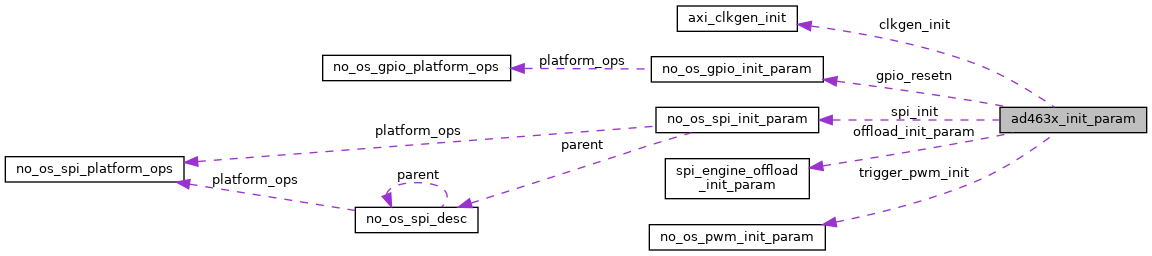 axi_clkgen_init
clkgen_init
no_os_gpio_platform_ops
platform_ops
no_os_gpio_init_param
gpio_resetn
ad463x_init_param
spi_init
no_os_spi_init_param
platform_ops
offload_init_param
parent
no_os_spi_platform_ops
platform_ops
parent
spi_engine_offload
_init_param
trigger_pwm_init
no_os_spi_desc
no_os_pwm_init_param